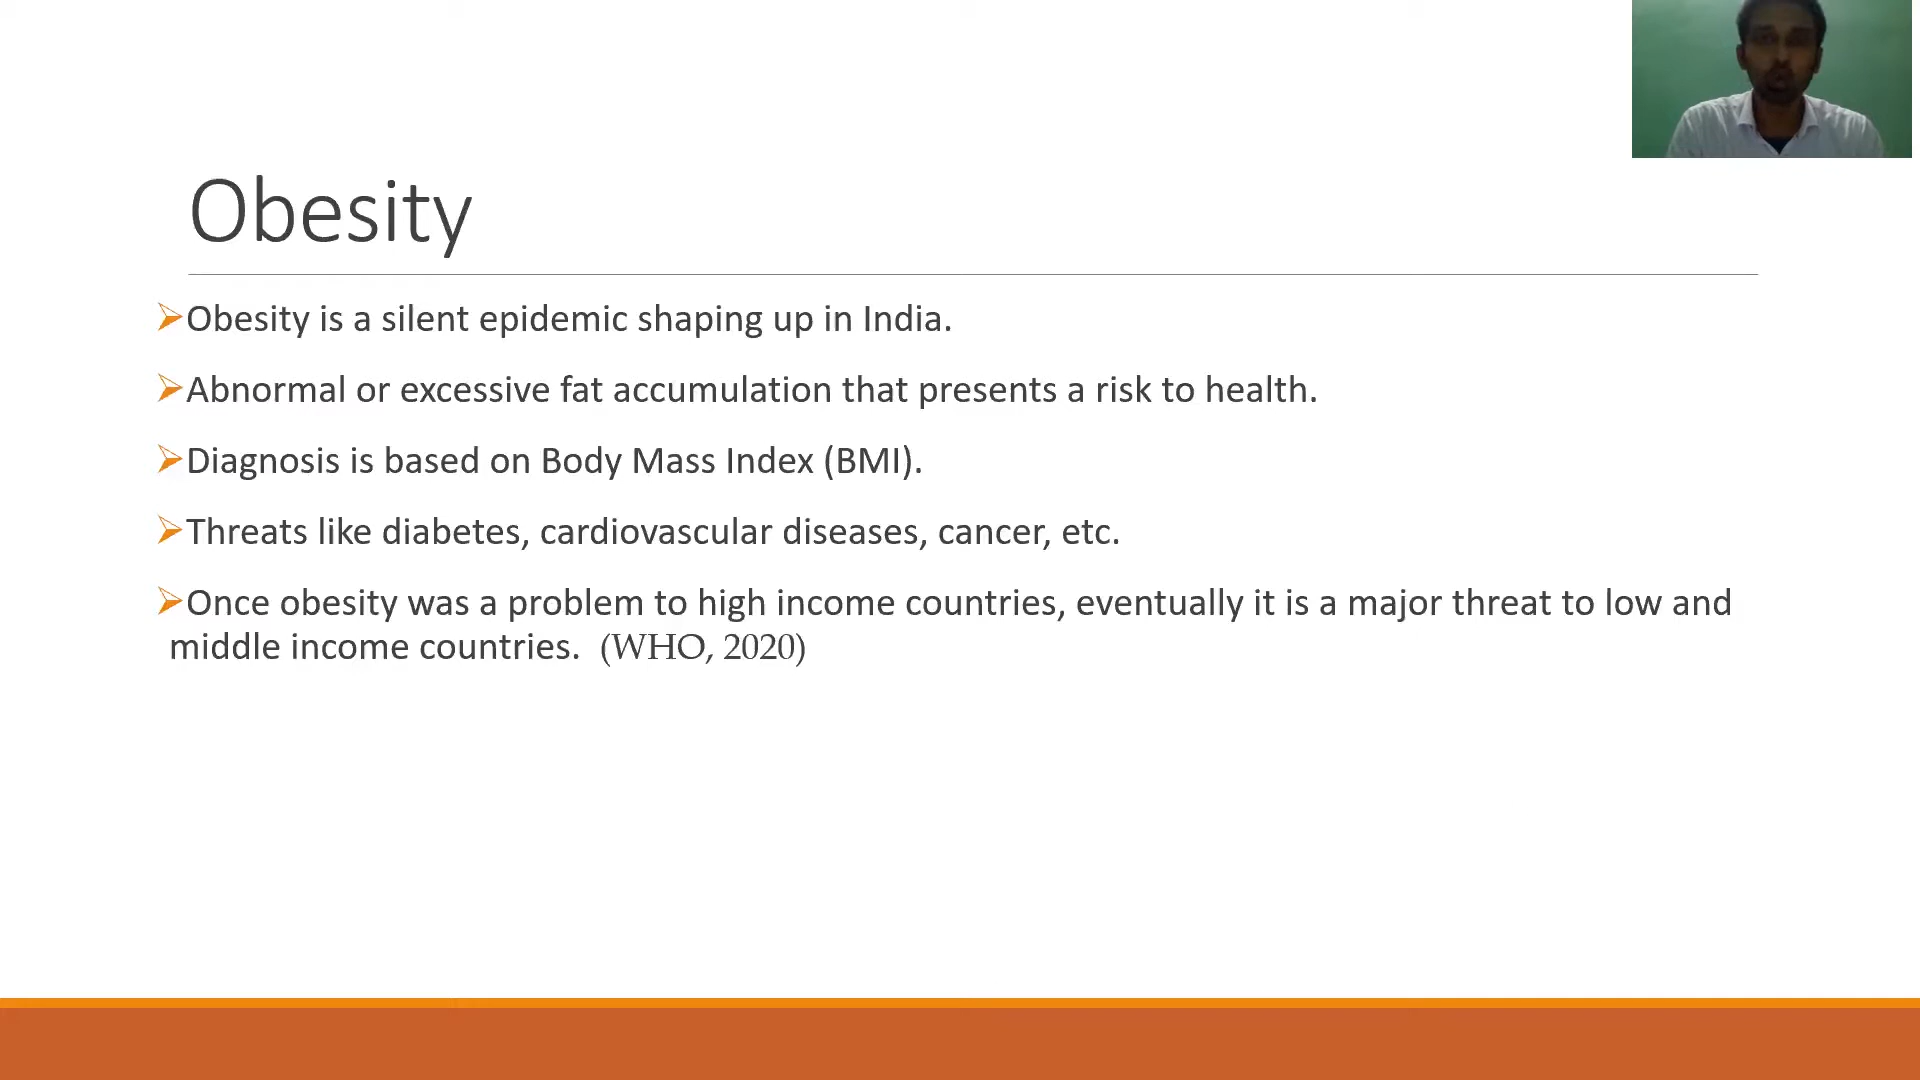 Obesity
Obesity is a silent epidemic shaping up in India.
Abnormal or excessive fat accumulation that presents a risk to health.
Diagnosis is based on Body Mass Index (BMI).
Threats like diabetes, cardiovascular diseases, cancer, etc.
Once obesity was a problem to high income countries, eventually it is a major threat to low and
middle income countries. (WHO, 2020)